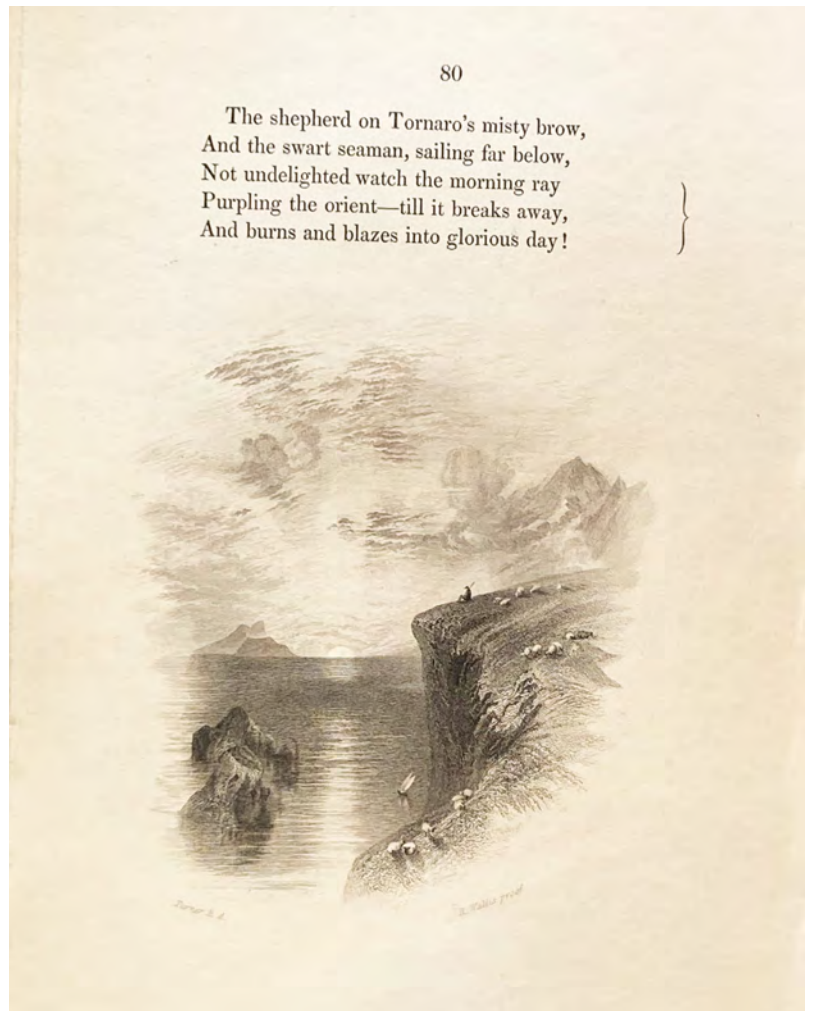 80
The shepherd on Tornaro's misty brow,
And the swart seaman, sailing far below,
Not undelighted watch the morning ray
Purpling the orient—till it breaks away,
And burns and blazes into glorious day!
Turner R. A.